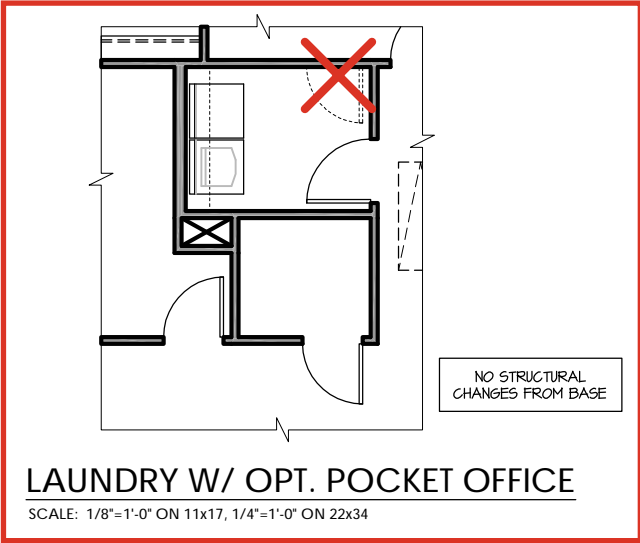 NO STRUCTURAL
CHANGES FROM BASE
LAUNDRY W/ OPT. POCKET OFFICE
SCALE: 1/8"=1'-0" ON 11x17, 1/4"=1'-0" ON 22x34